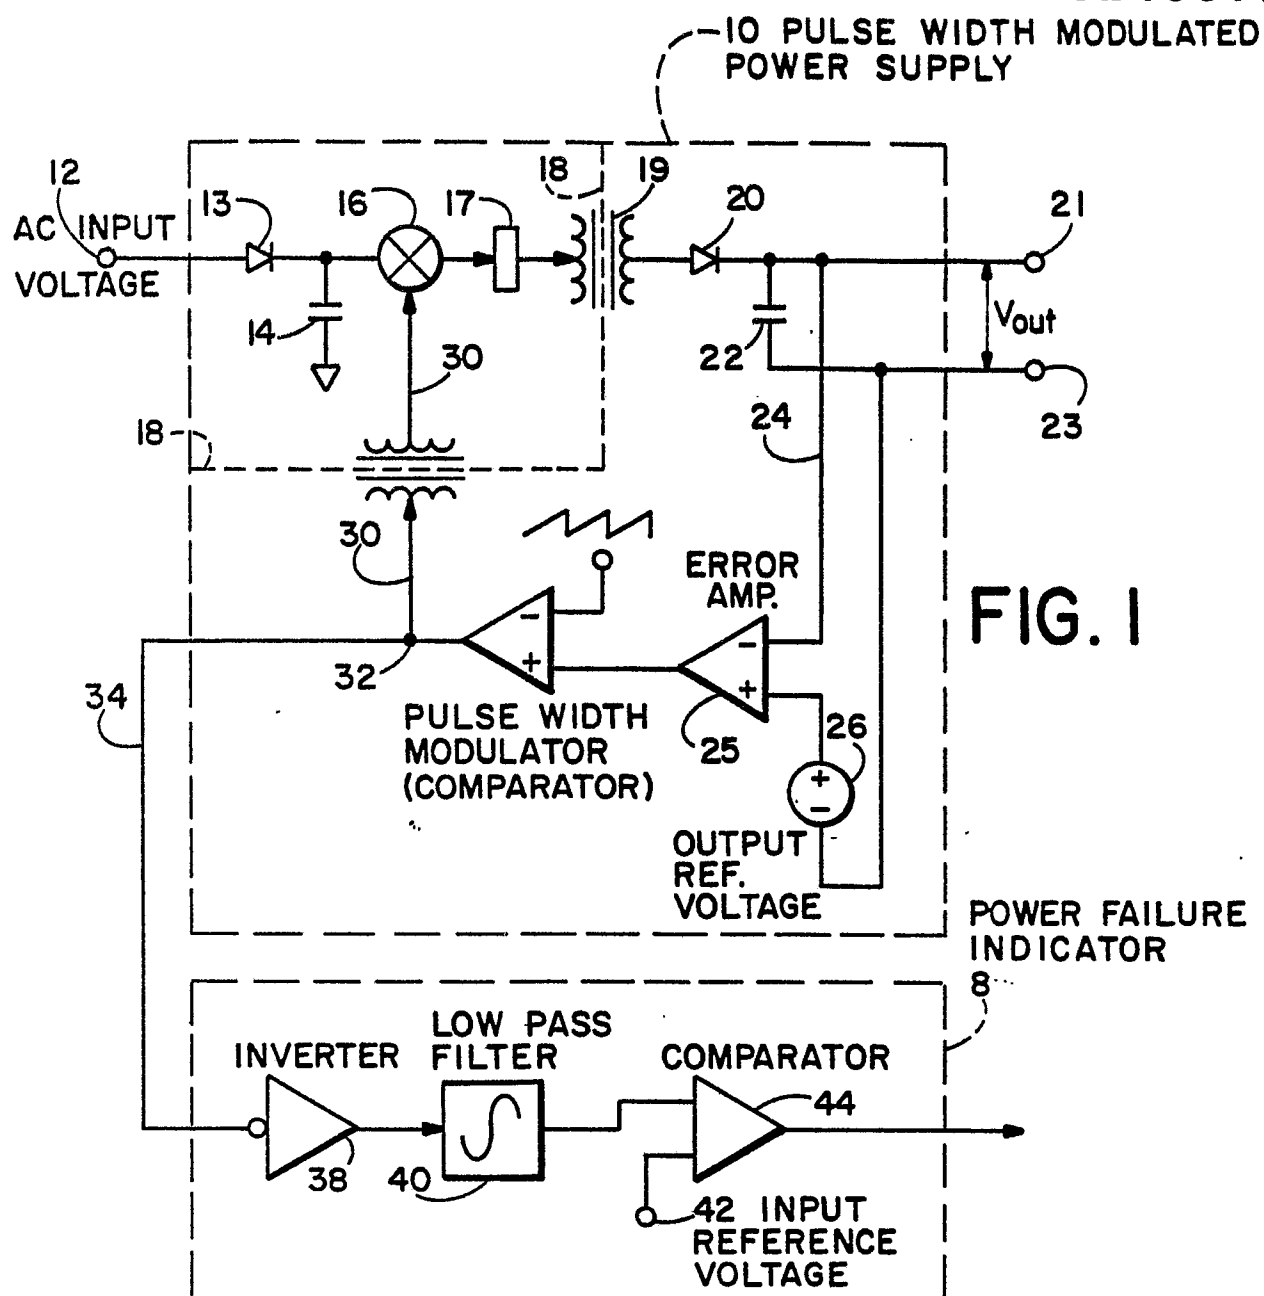 10 PULSE WIDTH MODULATED
POWER SUPPLY
12
AC INPUT
VOLTAGE
13
16
17
18
19
20
21
14
30
22
Vout
23
24
18
30
ERROR
AMP.
FIG. 1
−
+
−
+
32
34
PULSE WIDTH
MODULATOR
(COMPARATOR)
25
26
+
−
OUTPUT
REF.
VOLTAGE
POWER FAILURE
INDICATOR
8
INVERTER
LOW PASS
FILTER
COMPARATOR
44
38
40
42 INPUT
REFERENCE
VOLTAGE